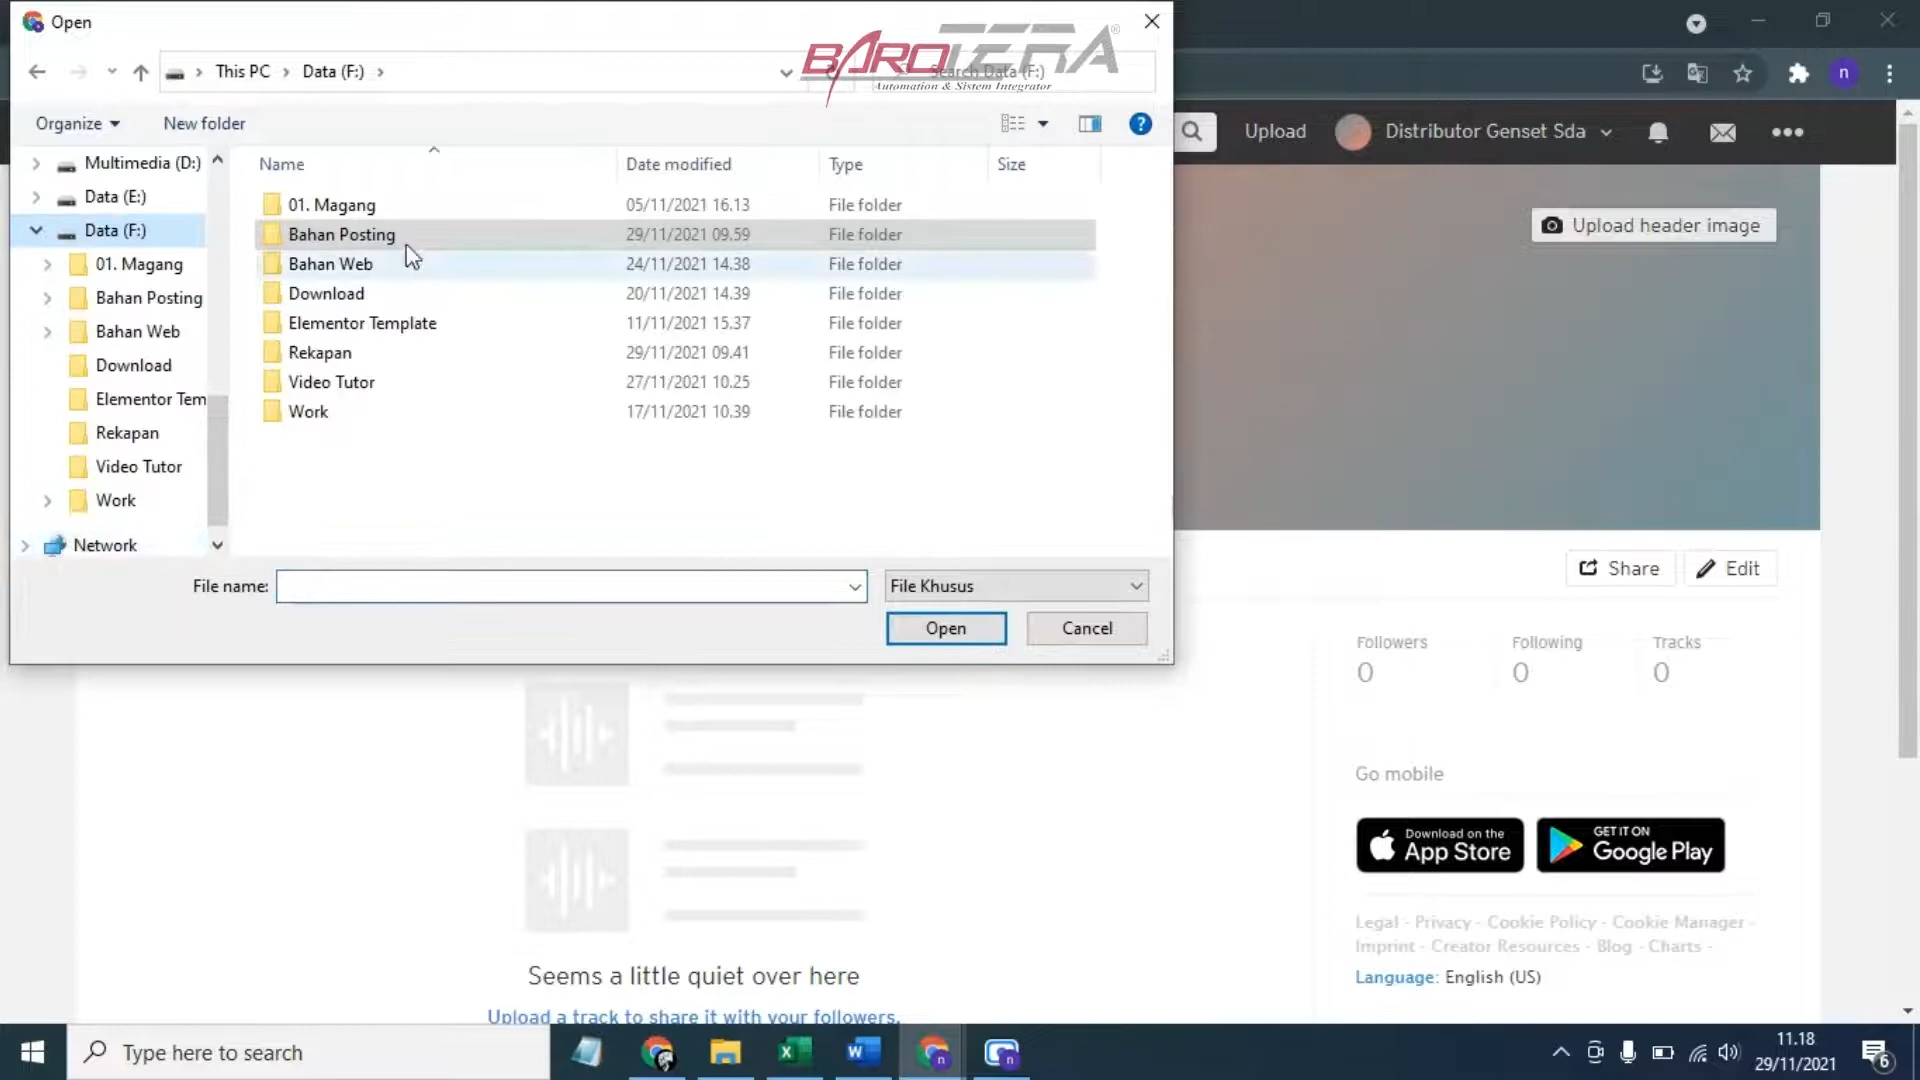 Open
BAROTERA®
Automation & Sistem Integrator
This PC
Data (F:)
Search Data (F:)
Organize
New folder
Name
Date modified
Type
Size
Multimedia (D:)
Data (E:)
Data (F:)
01. Magang
Bahan Posting
Bahan Web
Download
Elementor Tem
Rekapan
Video Tutor
Work
Network
01. Magang 05/11/2021 16.13 File folder
Bahan Posting 29/11/2021 09.59 File folder
Bahan Web 24/11/2021 14.38 File folder
Download 20/11/2021 14.39 File folder
Elementor Template 11/11/2021 15.37 File folder
Rekapan 29/11/2021 09.41 File folder
Video Tutor 27/11/2021 10.25 File folder
Work 17/11/2021 10.39 File folder
File name:
File Khusus
Open
Cancel
n
Upload
Distributor Genset Sda
Upload header image
Share
Edit
Followers
0
Following
0
Tracks
0
Go mobile
Download on the
App Store
GET IT ON
Google Play
Legal - Privacy - Cookie Policy - Cookie Manager -
Imprint - Creator Resources - Blog - Charts -
Language: English (US)
Seems a little quiet over here
Upload a track to share it with your followers.
Type here to search
n
n
11.18
29/11/2021
6